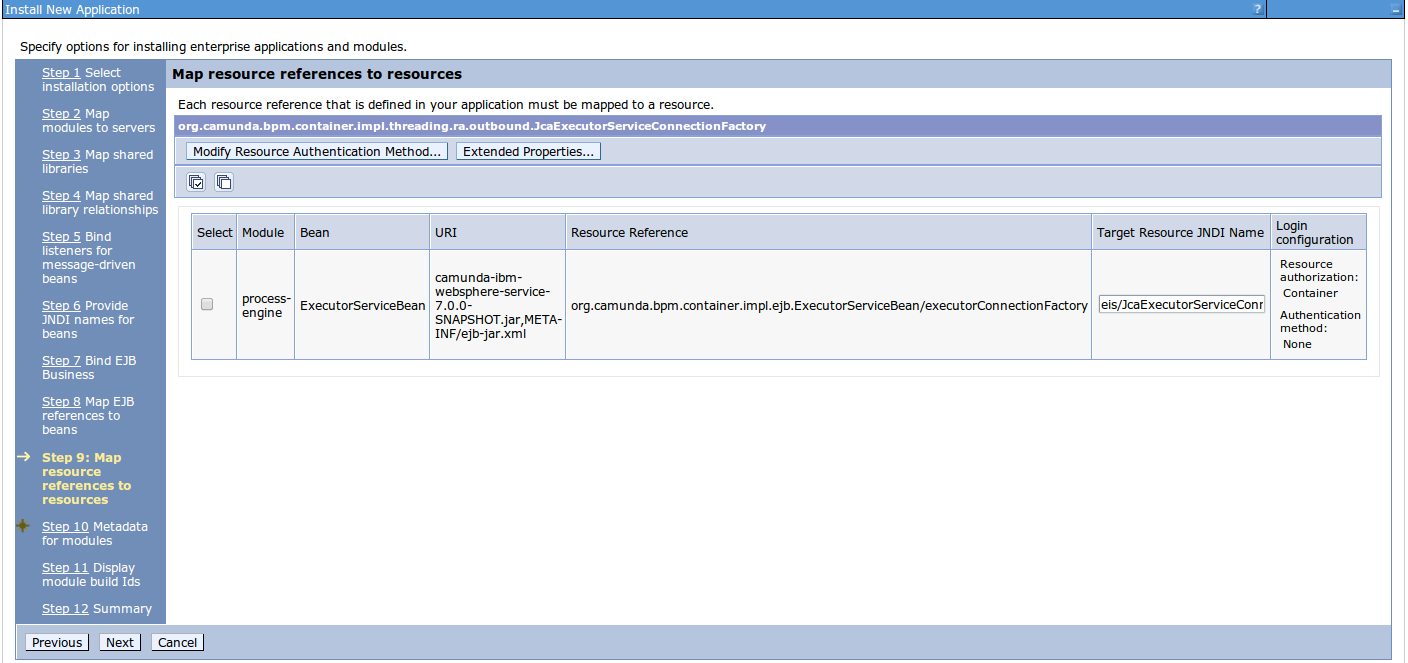 Install New Application
?
Specify options for installing enterprise applications and modules.
Step 1 Select
installation options
Step 2 Map
modules to servers
Step 3 Map shared
libraries
Step 4 Map shared
library relationships
Step 5 Bind
listeners for
message-driven
beans
Step 6 Provide
JNDI names for
beans
Step 7 Bind EJB
Business
Step 8 Map EJB
references to
beans
Step 9: Map
resource
references to
resources
Step 10 Metadata
for modules
Step 11 Display
module build Ids
Step 12 Summary
Map resource references to resources
Each resource reference that is defined in your application must be mapped to a resource.
org.camunda.bpm.container.impl.threading.ra.outbound.JcaExecutorServiceConnectionFactory
Modify Resource Authentication Method... Extended Properties...
Select Module Bean URI Resource Reference Target Resource JNDI Name Login
configuration
process-
engine
ExecutorServiceBean
camunda-ibm-
websphere-service-
7.0.0-
SNAPSHOT.jar,META-
INF/ejb-jar.xml
org.camunda.bpm.container.impl.ejb.ExecutorServiceBean/executorConnectionFactory
eis/JcaExecutorServiceConr
Resource
authorization:
Container
Authentication
method:
None
Previous Next Cancel